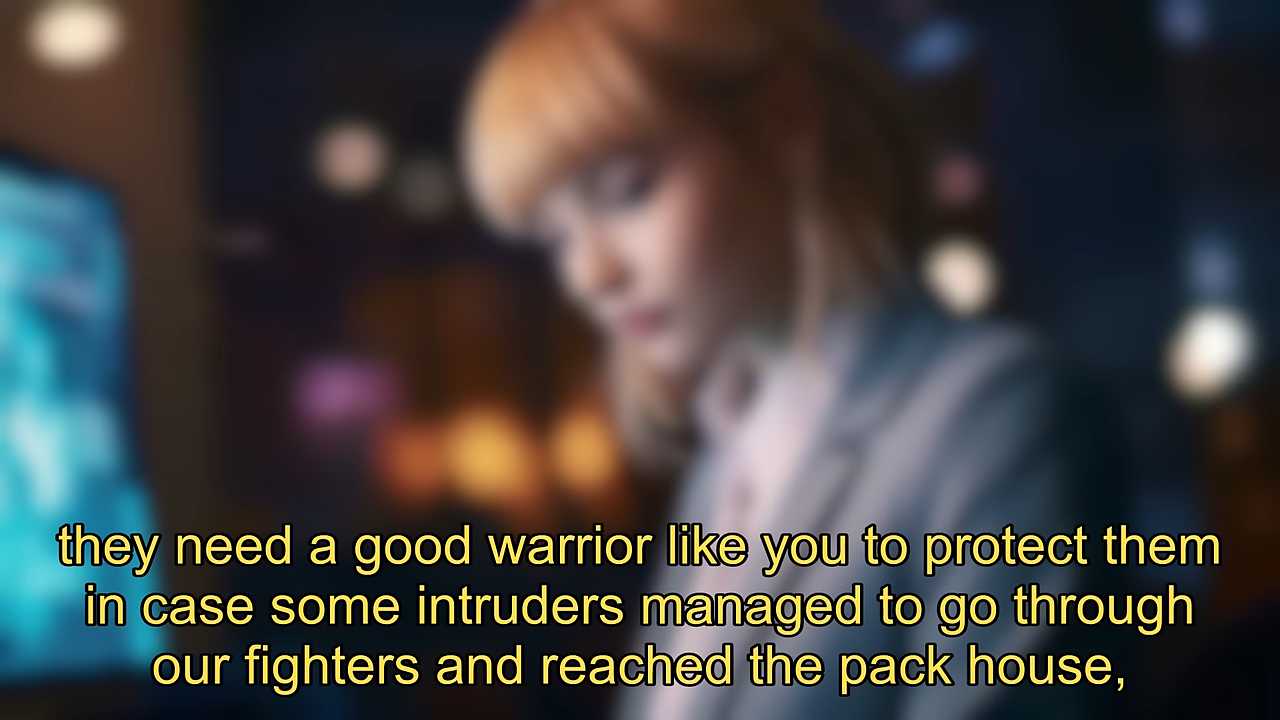 they need a good warrior like you to protect them
in case some intruders managed to go through
our fighters and reached the pack house,